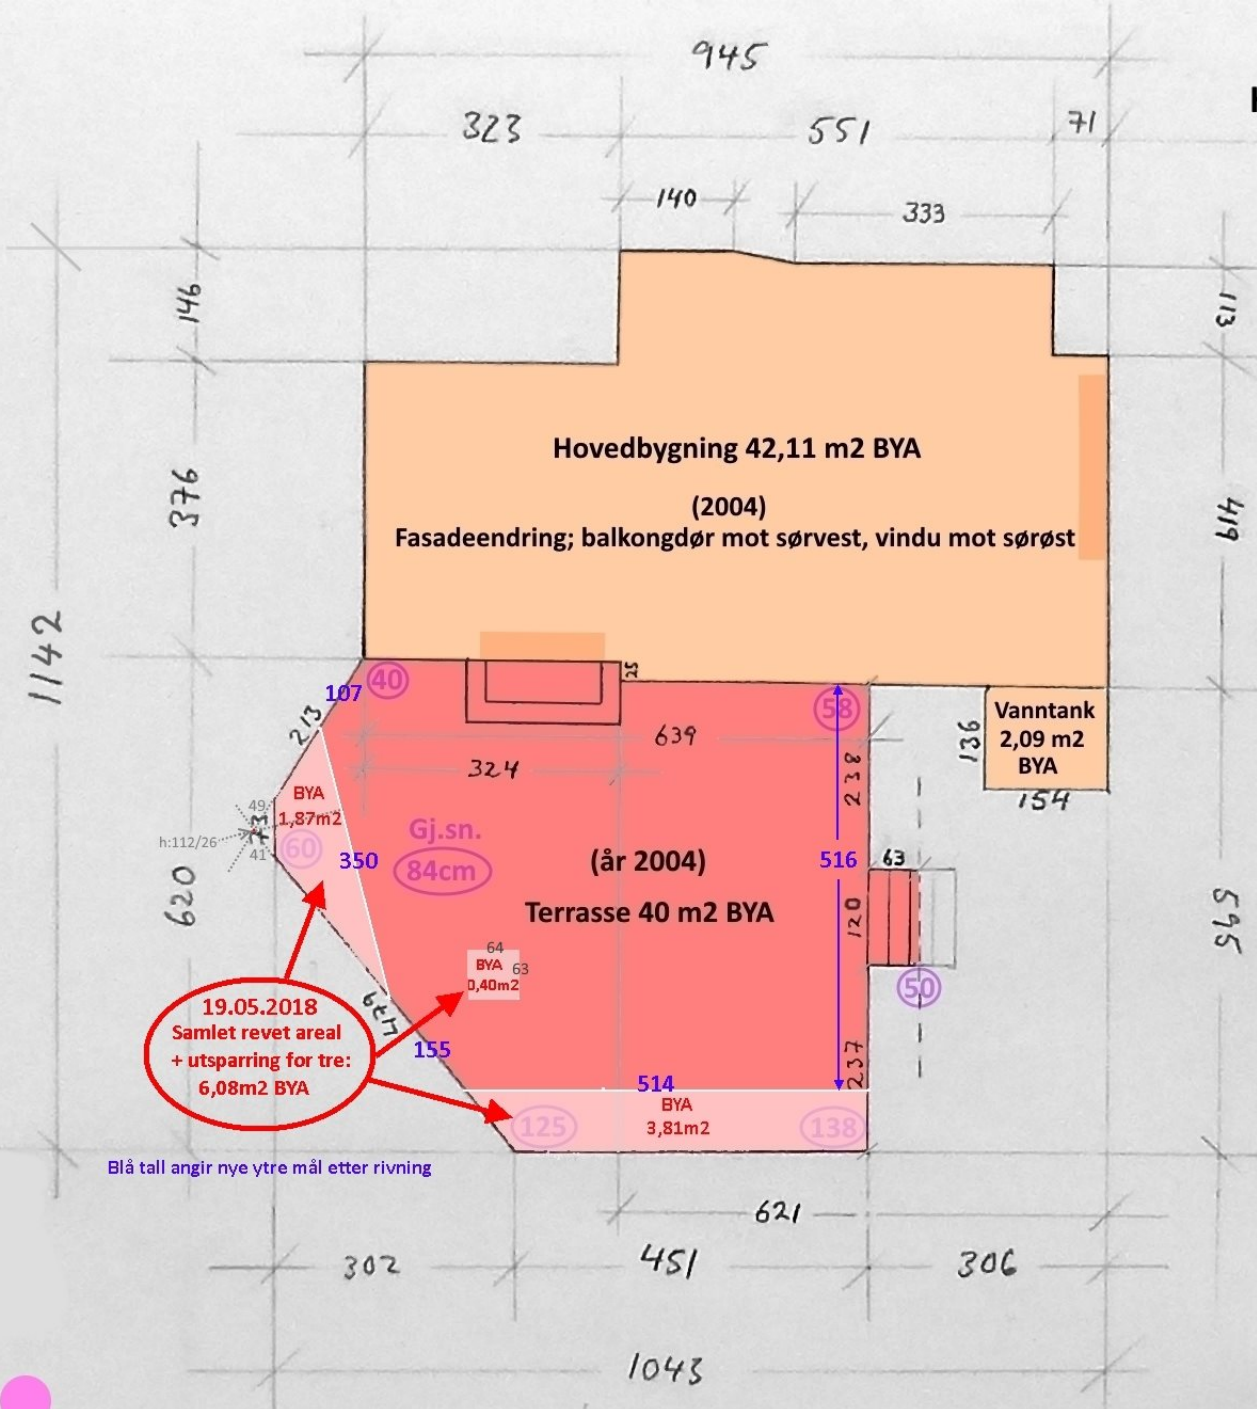 945
323
551
71
140
333
146
113
Hovedbygning 42,11 m2 BYA
(2004)
Fasadeendring; balkongdør mot sørvest, vindu mot sørøst
376
419
1142
25
40
107
58
213
639
Vanntank
2,09 m2
BYA
136
154
324
238
BYA
1,87m2
49
73
41
h:112/26
60
350
Gj.sn.
84cm
(år 2004)
516
63
620
Terrasse 40 m2 BYA
120
595
64
BYA
63
0,40m2
50
19.05.2018
Samlet revet areal
+ utsparring for tre:
6,08m2 BYA
479
155
237
514
BYA
3,81m2
125
138
Blå tall angir nye ytre mål etter rivning
621
302
451
306
1043